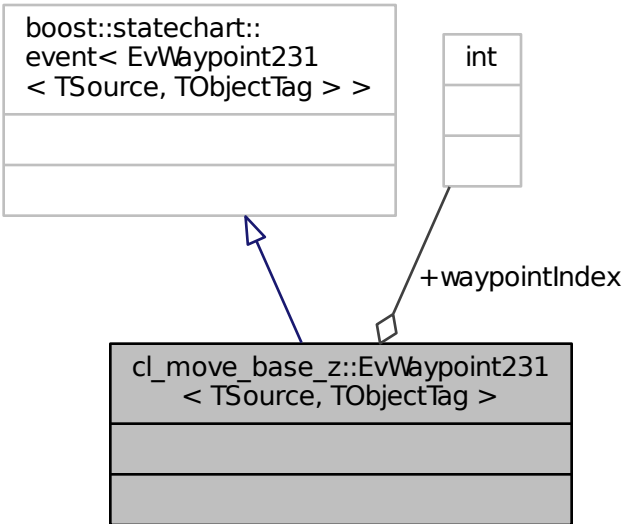 boost::statechart::
event< EvWaypoint231
< TSource, TObjectTag > >
int
+waypointIndex
cl_move_base_z::EvWaypoint231
< TSource, TObjectTag >